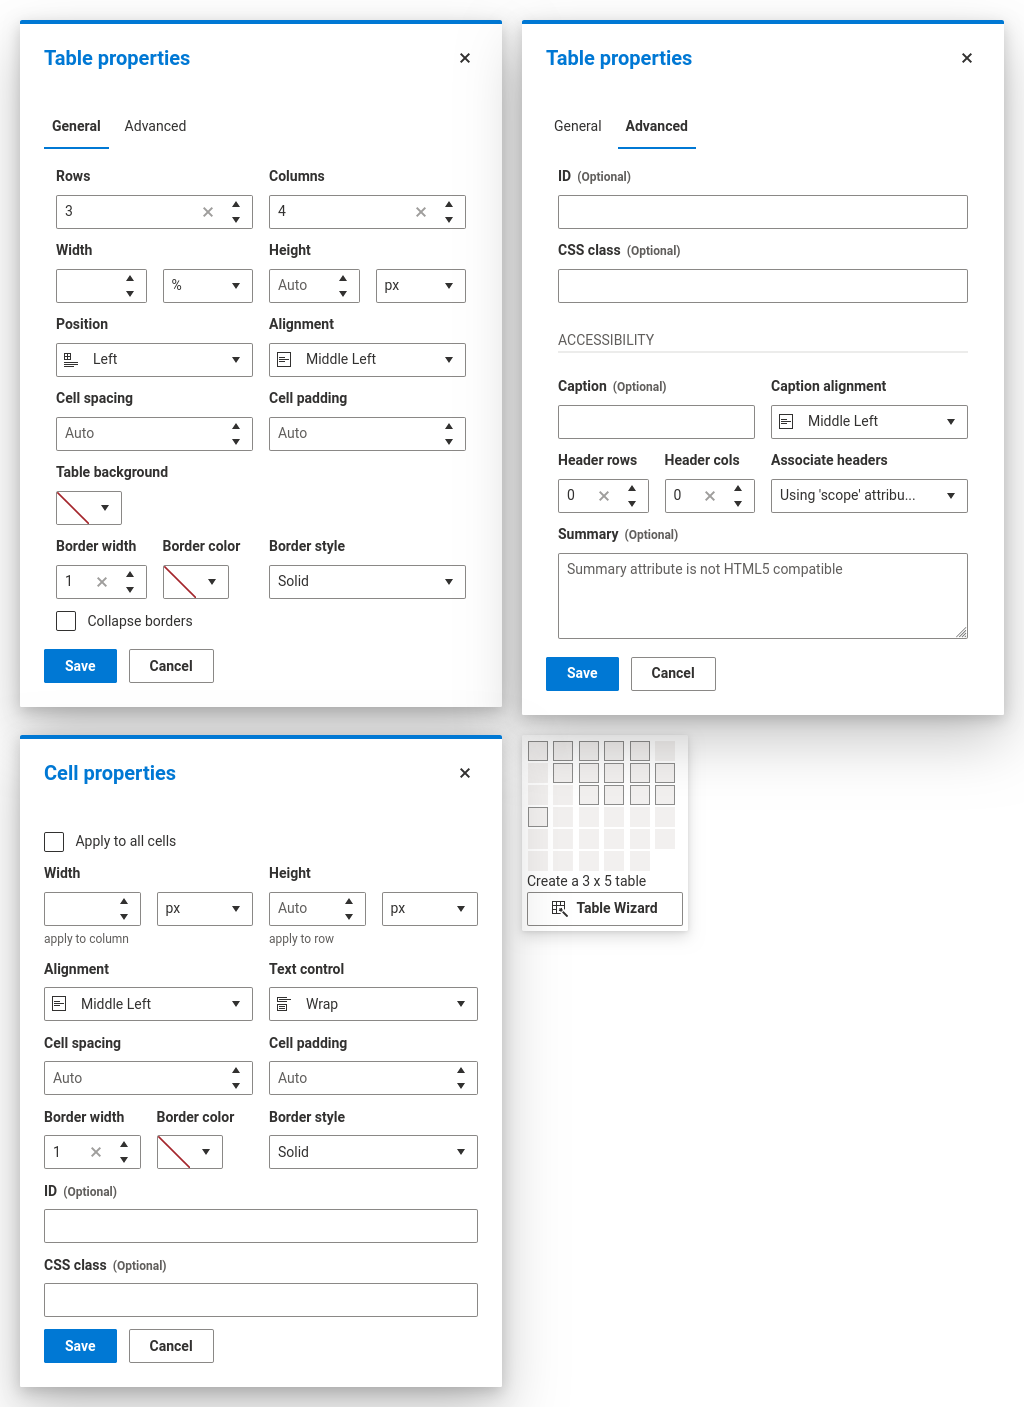 Table properties
General Advanced
Rows Columns
3 4
Width Height
% Auto px
Position Alignment
Left Middle Left
Cell spacing Cell padding
Auto Auto
Table background
Border width Border color Border style
1 Solid
Collapse borders
Save Cancel
Table properties
General Advanced
ID (Optional)
CSS class (Optional)
ACCESSIBILITY
Caption (Optional) Caption alignment
Middle Left
Header rows Header cols Associate headers
0 0 Using 'scope' attribu...
Summary (Optional)
Summary attribute is not HTML5 compatible
Save Cancel
Cell properties
Apply to all cells
Width Height
px Auto px
apply to column apply to row
Alignment Text control
Middle Left Wrap
Cell spacing Cell padding
Auto Auto
Border width Border color Border style
1 Solid
ID (Optional)
CSS class (Optional)
Save Cancel
Create a 3 x 5 table
Table Wizard